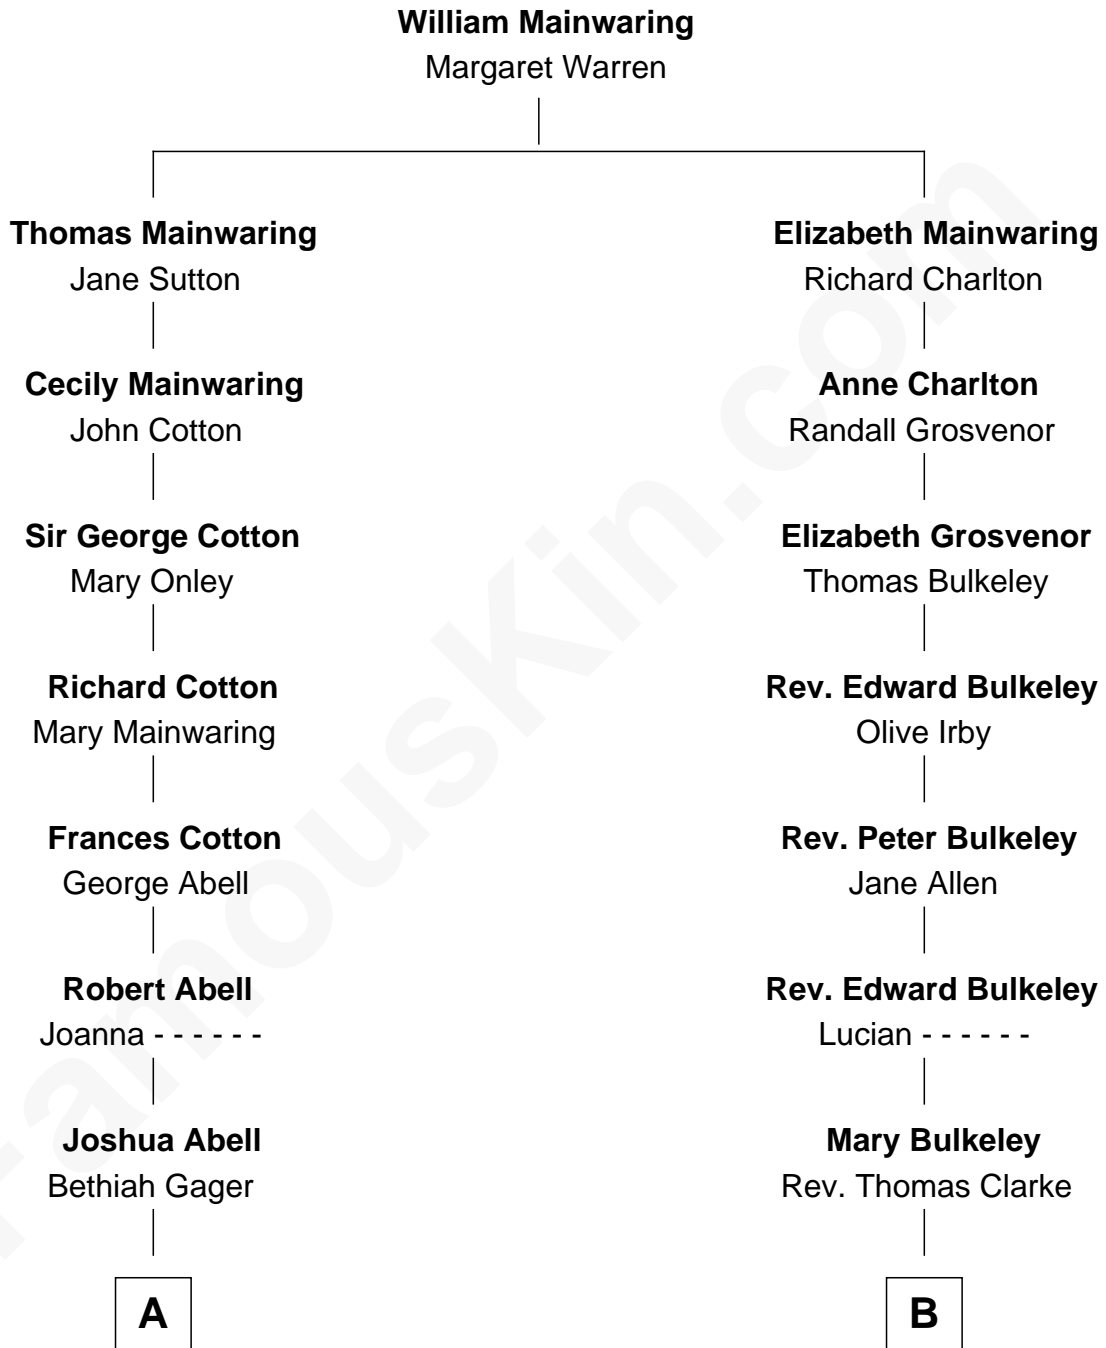 William Mainwaring
Margaret Warren
Thomas Mainwaring
Jane Sutton
Elizabeth Mainwaring
Richard Charlton
Cecily Mainwaring
John Cotton
Anne Charlton
Randall Grosvenor
Sir George Cotton
Mary Onley
Elizabeth Grosvenor
Thomas Bulkeley
Richard Cotton
Mary Mainwaring
Rev. Edward Bulkeley
Olive Irby
Frances Cotton
George Abell
Rev. Peter Bulkeley
Jane Allen
Robert Abell
Joanna - - - - - -
Rev. Edward Bulkeley
Lucian - - - - - -
Joshua Abell
Bethiah Gager
Mary Bulkeley
Rev. Thomas Clarke
A
B
FamousKin.com